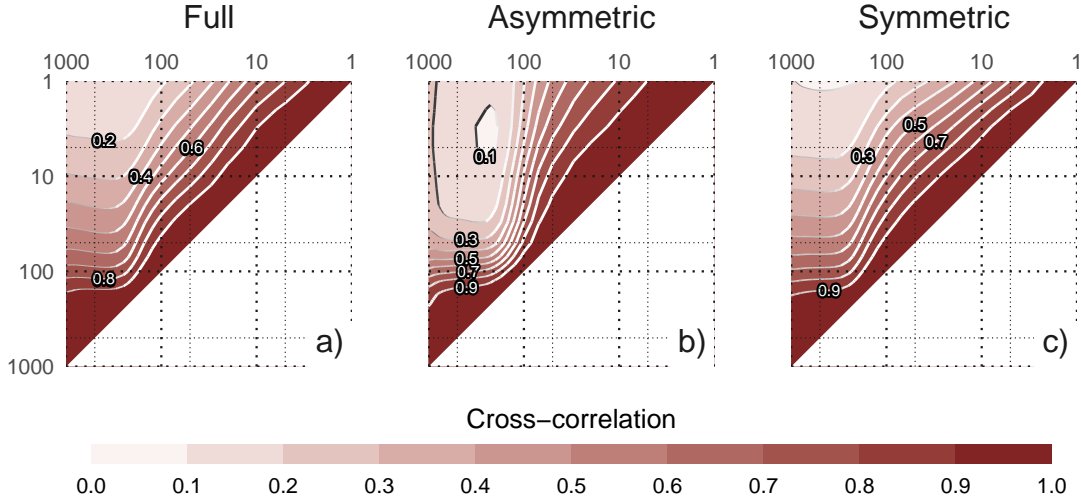 Full Asymmetric Symmetric
1000 100 10 1 1000 100 10 1 1000 100 10 1
1
10
100
1000
0.2
0.6
0.4
0.8
a)
0.1
0.3
0.5
0.7
0.9
b)
0.5
0.7
0.3
0.9
c)
Cross−correlation
0.0 0.1 0.2 0.3 0.4 0.5 0.6 0.7 0.8 0.9 1.0